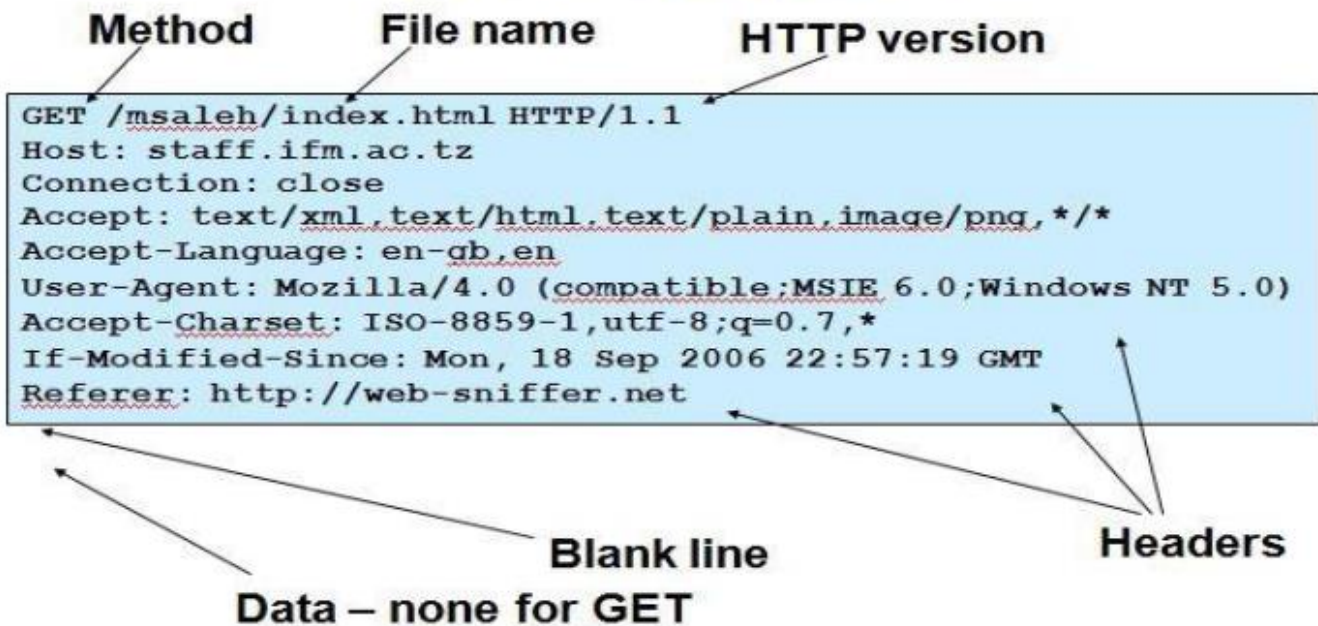 Method File name HTTP version
GET /msaleh/index.html HTTP/1.1
Host: staff.ifm.ac.tz
Connection: close
Accept: text/xml,text/html,text/plain,image/png,*/*
Accept-Language: en-gb,en
User-Agent: Mozilla/4.0 (compatible;MSIE 6.0;Windows NT 5.0)
Accept-Charset: ISO-8859-1,utf-8;q=0.7,*
If-Modified-Since: Mon, 18 Sep 2006 22:57:19 GMT
Referer: http://web-sniffer.net
Headers
Blank line
Data – none for GET